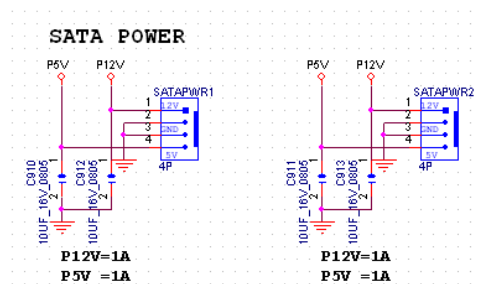 SATA POWER
P5V P12V
SATAPWR1
1 12V
2
3 GND
4 5V
4P
C910 10UF_16V_0805 1 2
C912 10UF_16V_0805 1 2
P12V=1A
P5V =1A
P5V P12V
SATAPWR2
1 12V
2
3 GND
4 5V
4P
C911 10UF_16V_0805 1 2
C913 10UF_16V_0805 1 2
P12V=1A
P5V =1A